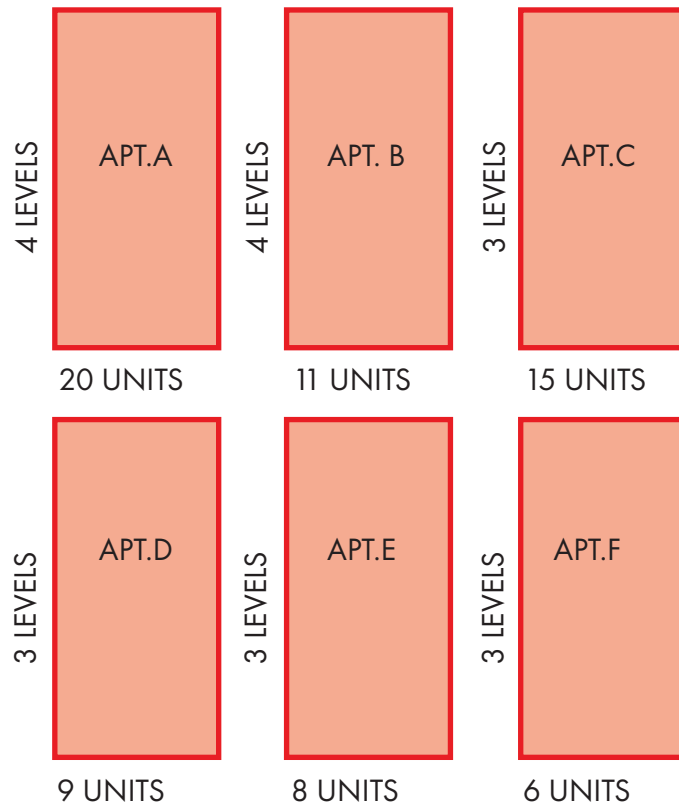 4 LEVELS
APT.A
4 LEVELS
APT. B
3 LEVELS
APT.C
20 UNITS
11 UNITS
15 UNITS
3 LEVELS
APT.D
3 LEVELS
APT.E
3 LEVELS
APT.F
9 UNITS
8 UNITS
6 UNITS